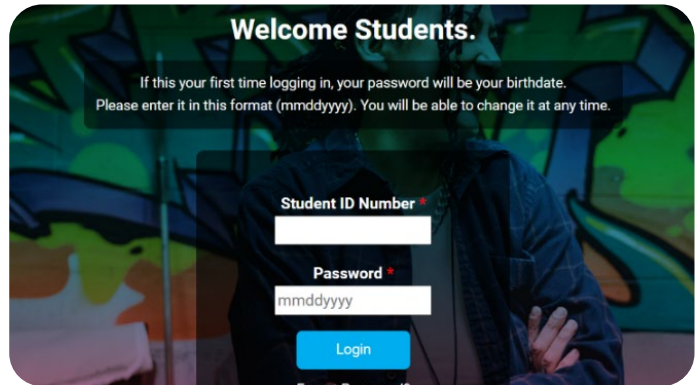 Welcome Students.
If this your first time logging in, your password will be your birthdate.
Please enter it in this format (mmddyyyy). You will be able to change it at any time.
Student ID Number *
Password *
mmddyyyy
Login